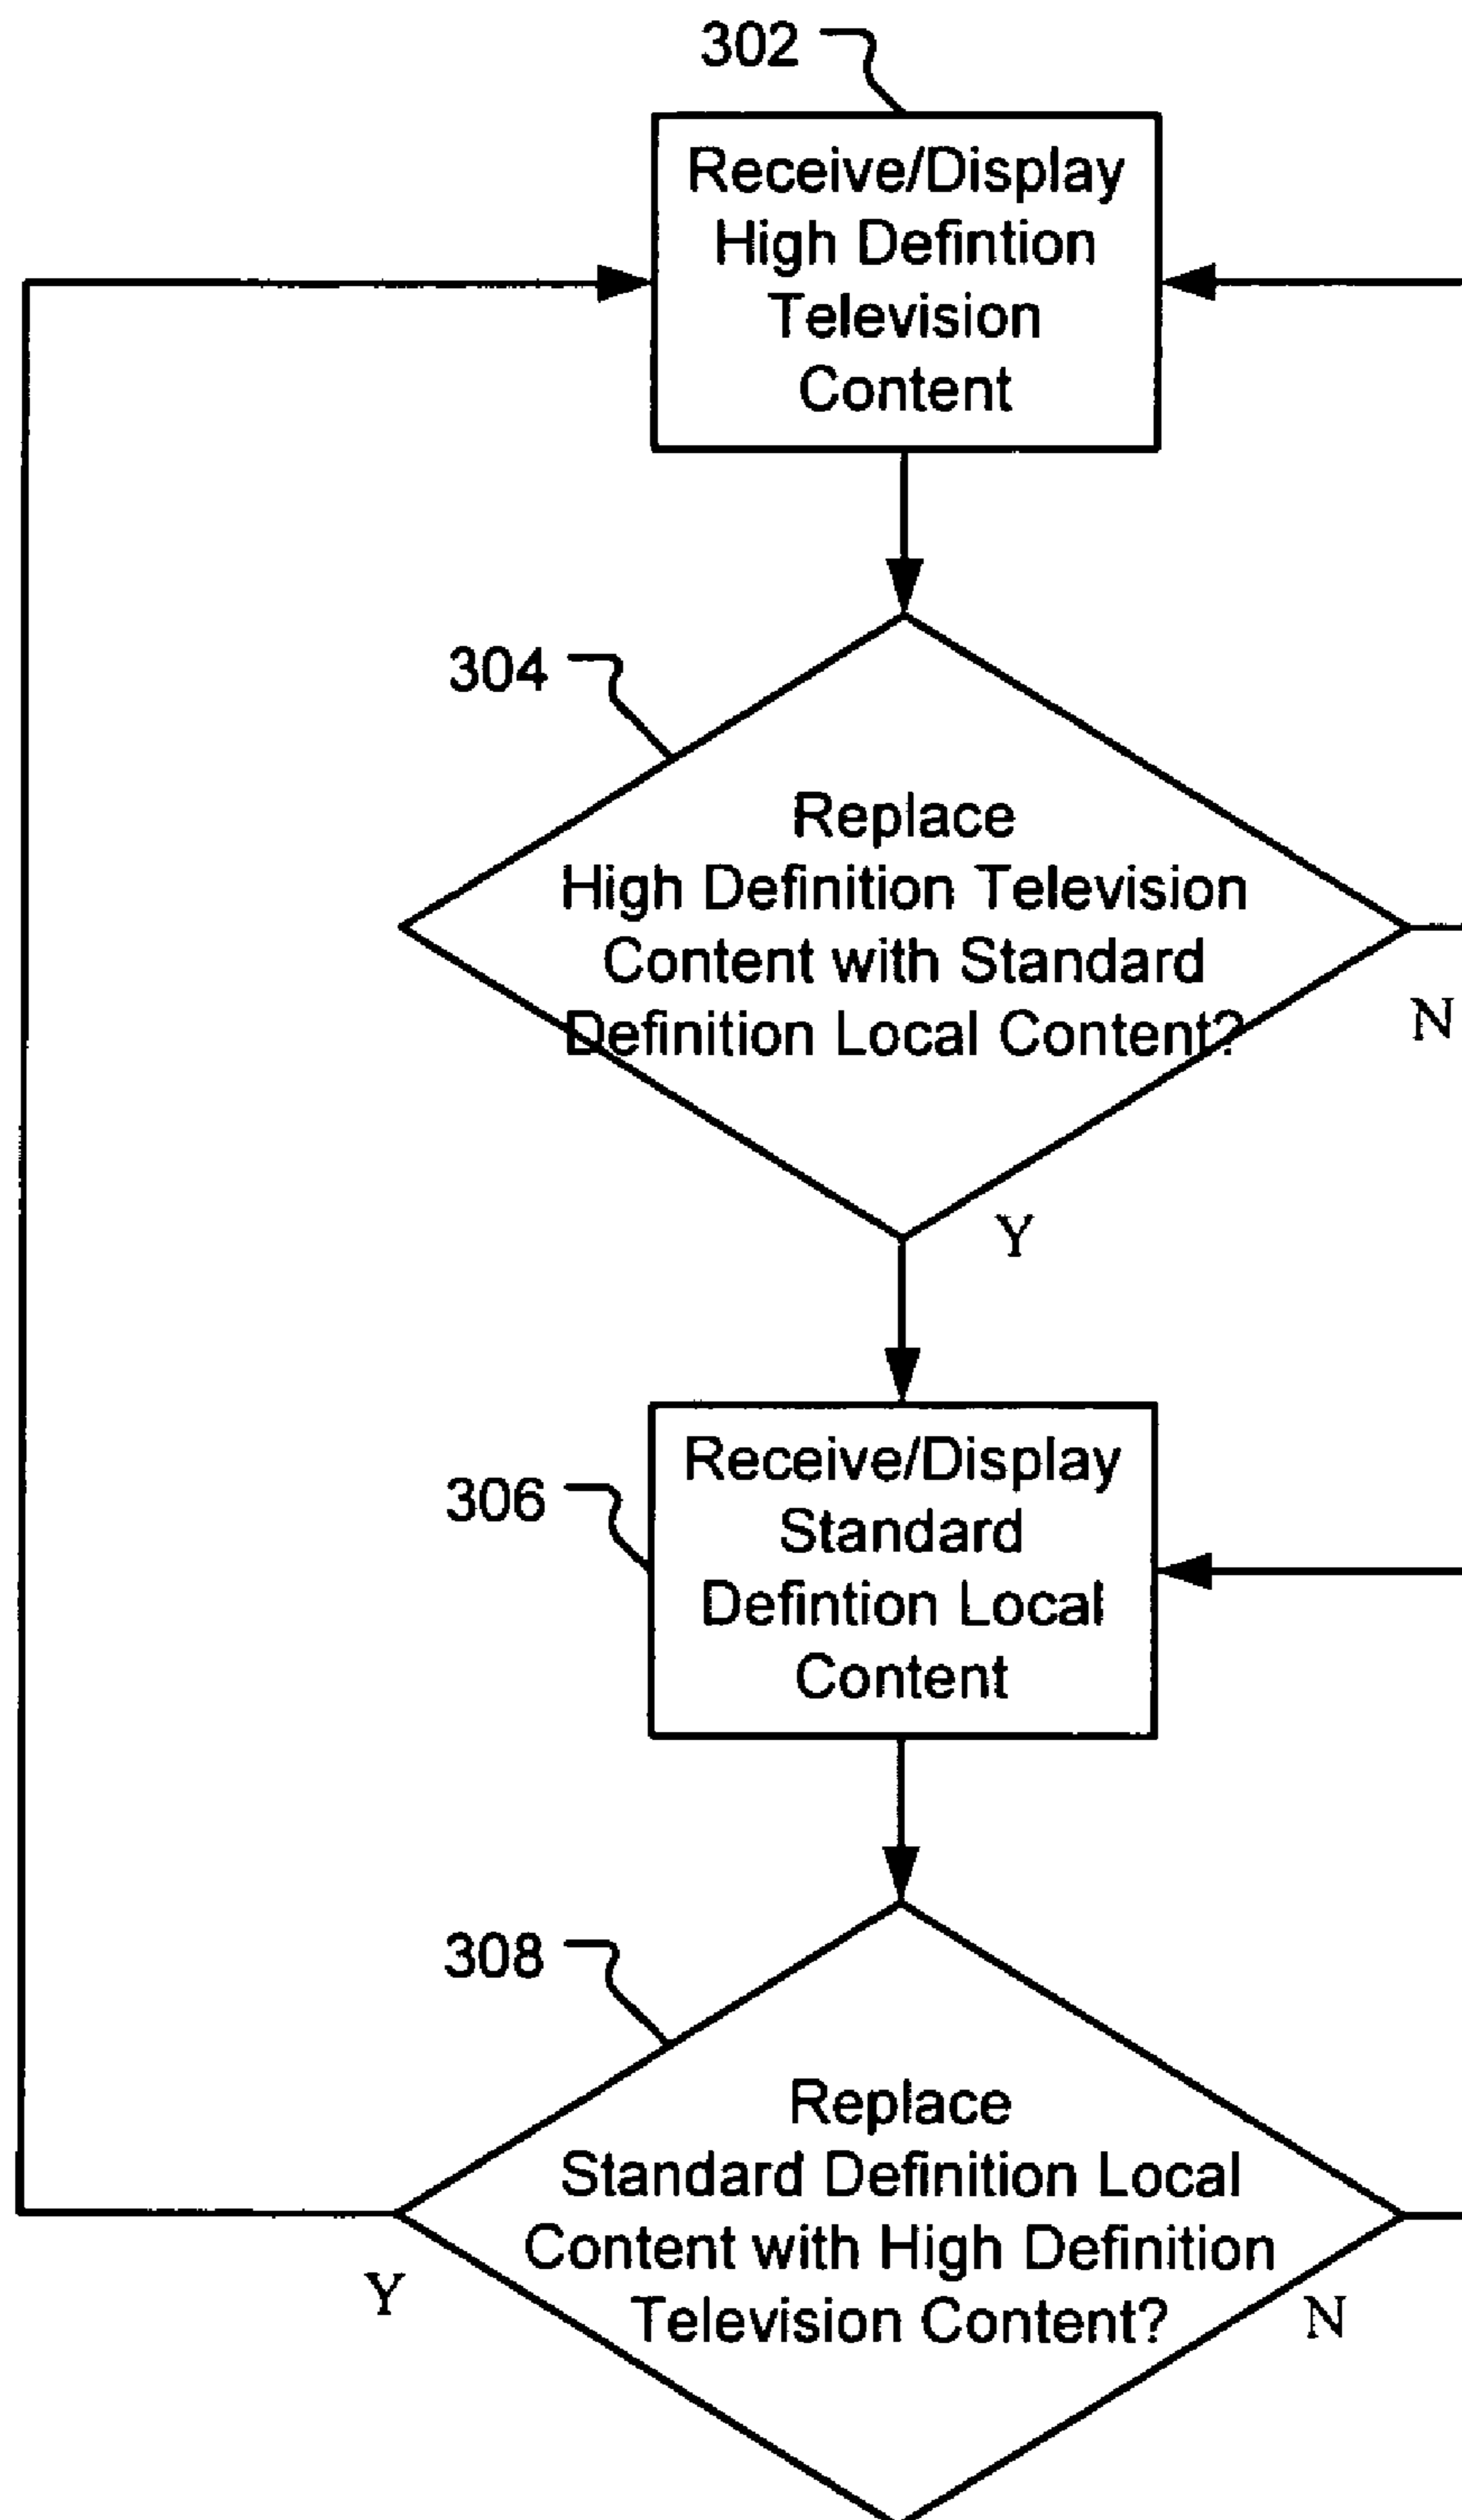 302
Receive/Display
High Defintion
Television
Content
304
Replace
High Definition Television
Content with Standard
Definition Local Content?
N
Y
306
Receive/Display
Standard
Defintion Local
Content
308
Replace
Standard Definition Local
Content with High Definition
Television Content?
Y
N